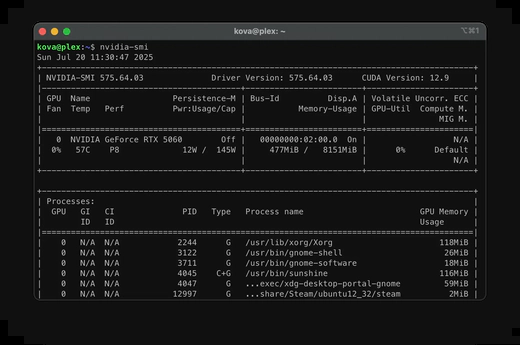 kova@plex: ~
⌥⌘1
kova@plex:~$ nvidia-smi
Sun Jul 20 11:30:47 2025
NVIDIA-SMI 575.64.03 Driver Version: 575.64.03 CUDA Version: 12.9
GPU Name Persistence-M | Bus-Id Disp.A | Volatile Uncorr. ECC
Fan Temp Perf Pwr:Usage/Cap | Memory-Usage | GPU-Util Compute M.
MIG M.
0 NVIDIA GeForce RTX 5060 Off | 00000000:02:00.0 On | N/A
0% 57C P8 12W / 145W | 477MiB / 8151MiB | 0% Default
N/A
Processes:
GPU GI CI PID Type Process name GPU Memory
ID ID Usage
0 N/A N/A 2244 G /usr/lib/xorg/Xorg 118MiB
0 N/A N/A 3122 G /usr/bin/gnome-shell 26MiB
0 N/A N/A 3711 G /usr/bin/gnome-software 18MiB
0 N/A N/A 4045 C+G /usr/bin/sunshine 116MiB
0 N/A N/A 4047 G ...exec/xdg-desktop-portal-gnome 59MiB
0 N/A N/A 12997 G ...share/Steam/ubuntu12_32/steam 2MiB